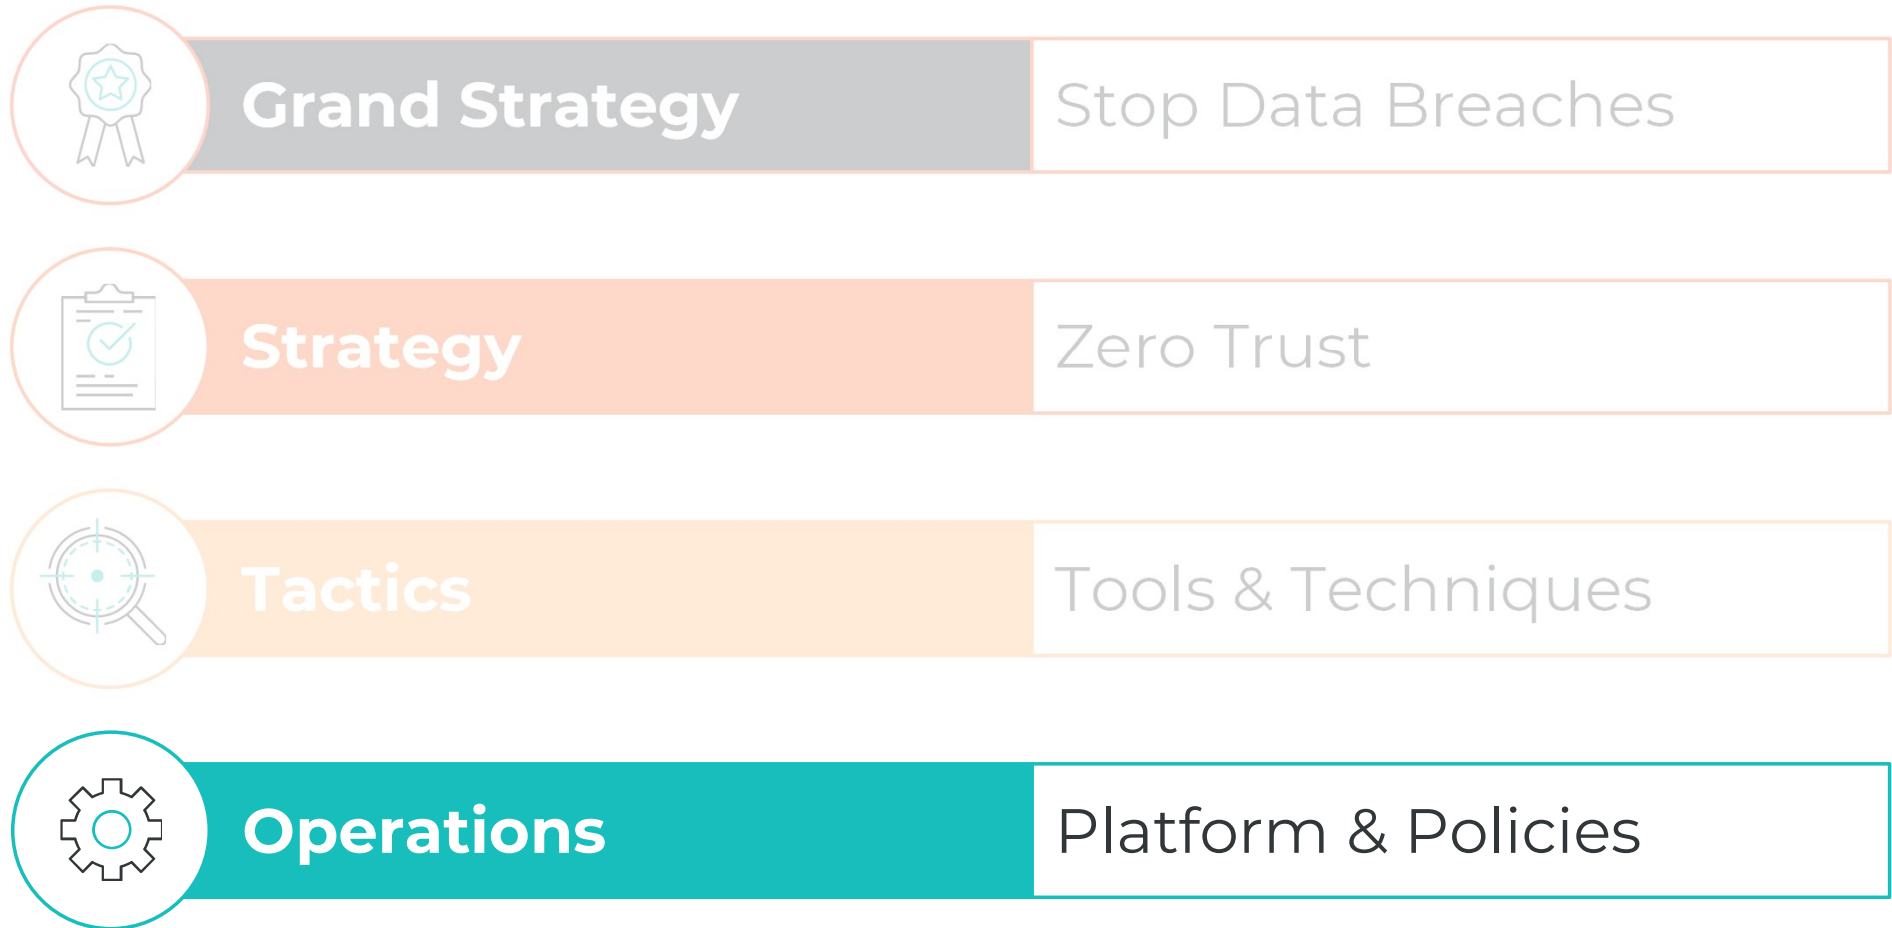 Grand Strategy
Stop Data Breaches
Strategy
Zero Trust
Tactics
Tools & Techniques
Operations
Platform & Policies